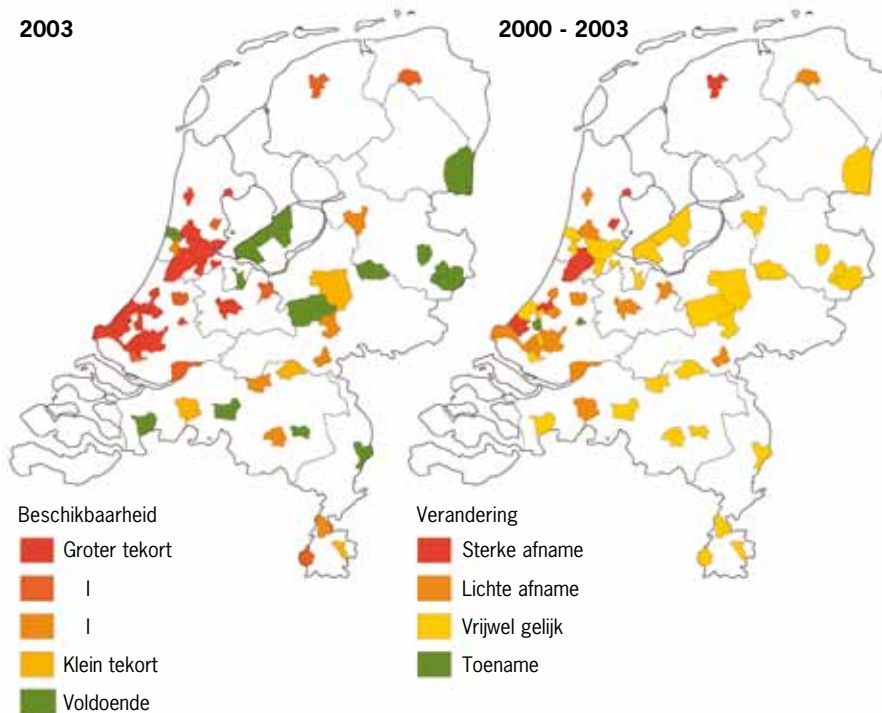 2003
2000 - 2003
Beschikbaarheid
Groter tekort
I
I
Klein tekort
Voldoende
Verandering
Sterke afname
Lichte afname
Vrijwel gelijk
Toename